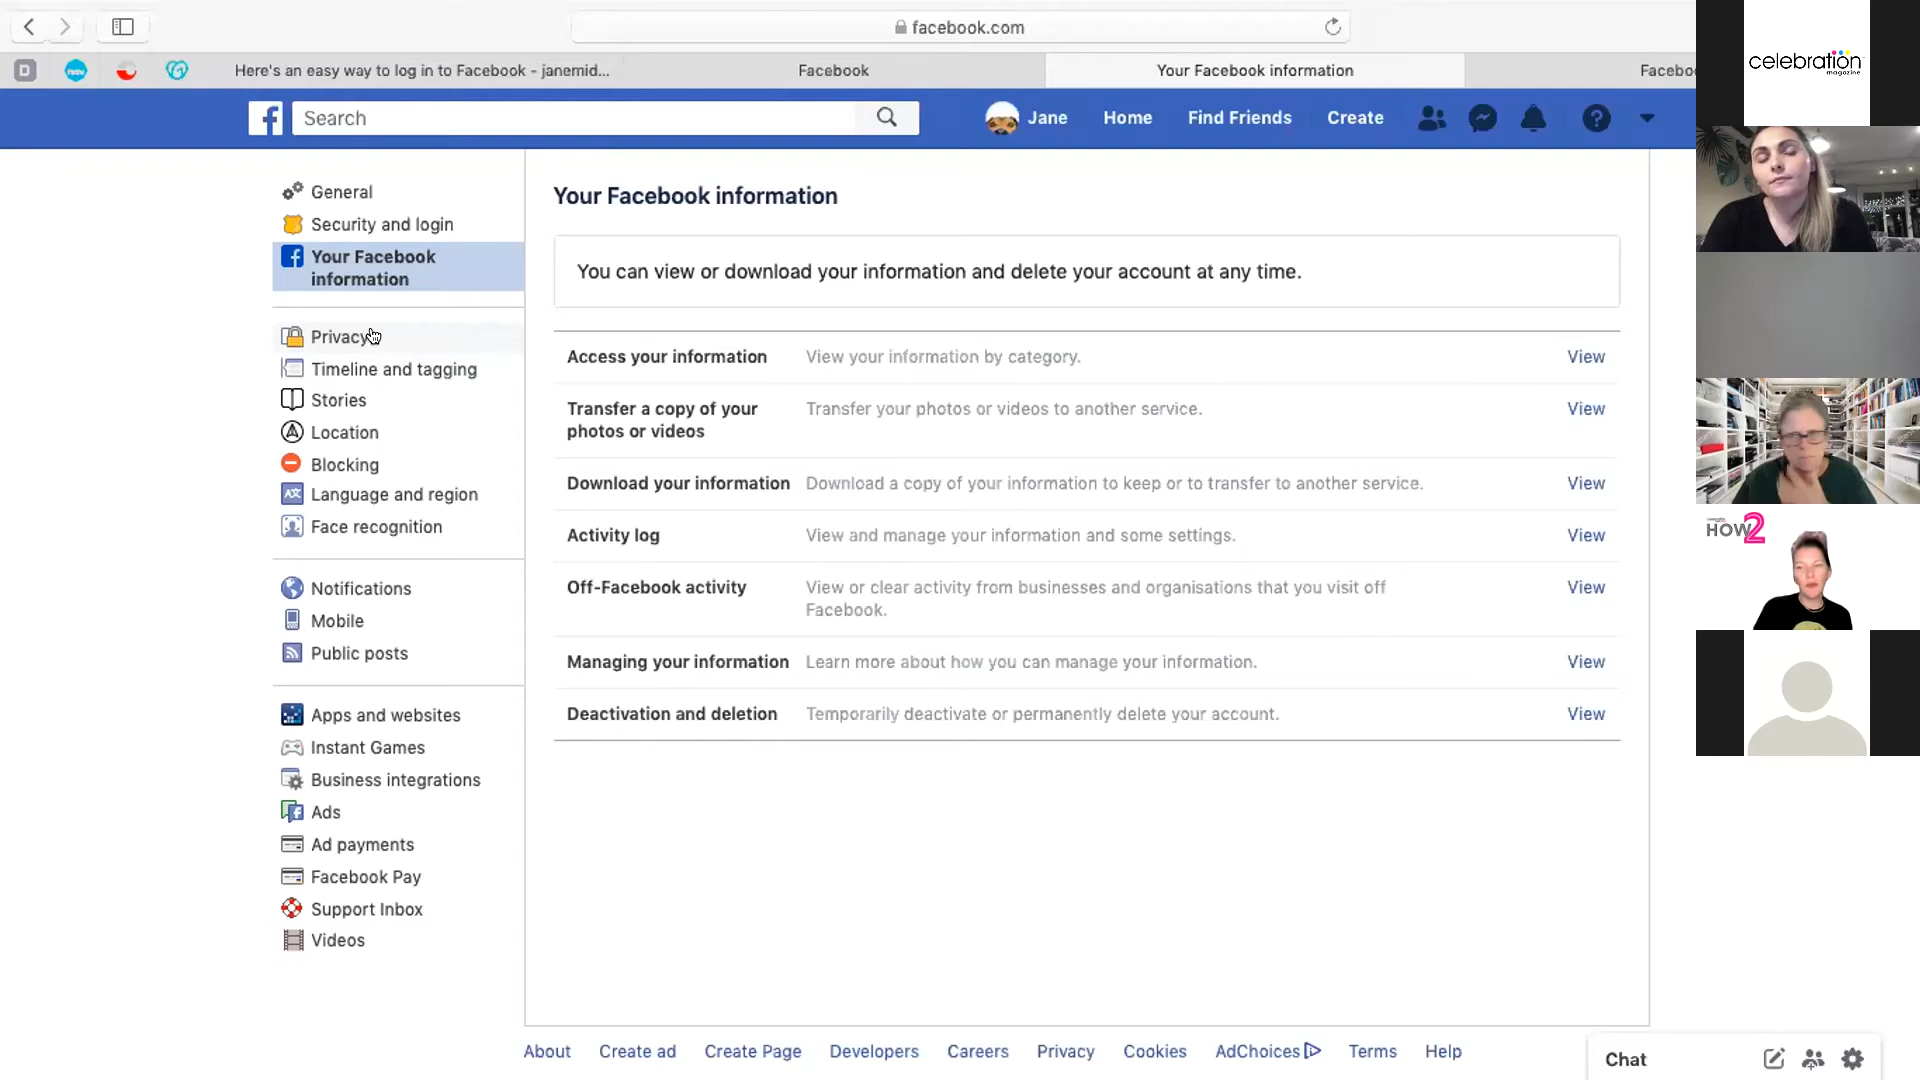 facebook.com
D
nav
Here's an easy way to log in to Facebook - janemid...
Facebook
Your Facebook information
Facebo
Search
Jane
Home
Find Friends
Create
General
Security and login
Your Facebook
information
Privacy
Timeline and tagging
Stories
Location
Blocking
Language and region
Face recognition
Notifications
Mobile
Public posts
Apps and websites
Instant Games
Business integrations
Ads
Ad payments
Facebook Pay
Support Inbox
Videos
Your Facebook information
You can view or download your information and delete your account at any time.
Access your information View your information by category. View
Transfer a copy of your Transfer your photos or videos to another service. View
photos or videos
Download your information Download a copy of your information to keep or to transfer to another service. View
Activity log View and manage your information and some settings. View
Off-Facebook activity View or clear activity from businesses and organisations that you visit off View
Facebook.
Managing your information Learn more about how you can manage your information. View
Deactivation and deletion Temporarily deactivate or permanently delete your account. View
About Create ad Create Page Developers Careers Privacy Cookies AdChoices Terms Help
Chat
celebration
magazine
HOW2